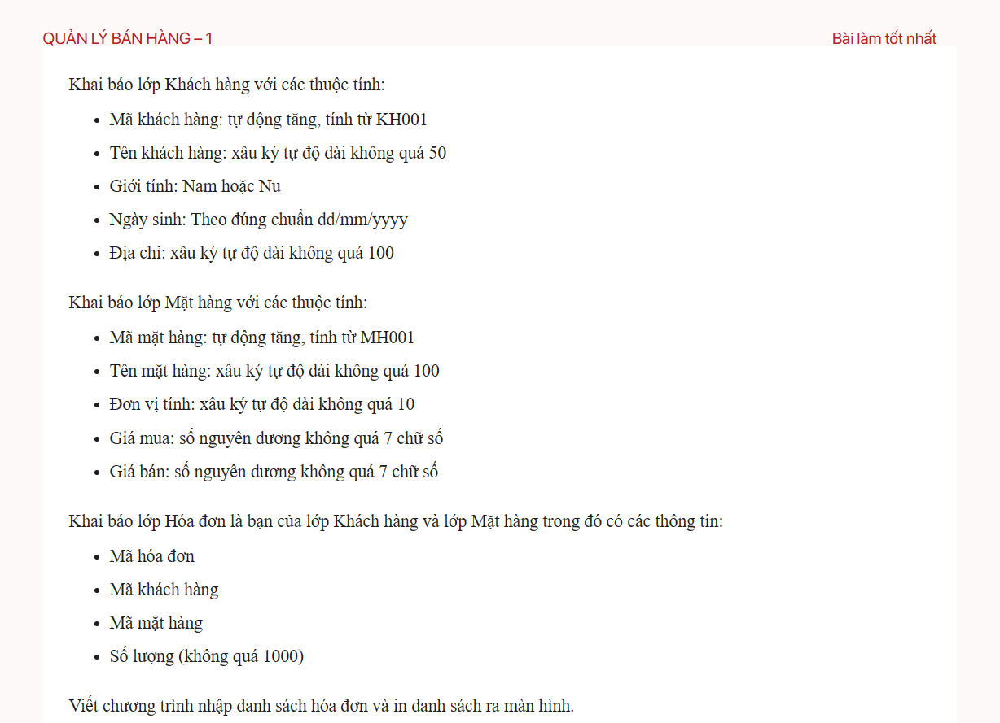 QUẢN LÝ BÁN HÀNG – 1
Bài làm tốt nhất
Khai báo lớp Khách hàng với các thuộc tính:
• Mã khách hàng: tự động tăng, tính từ KH001
• Tên khách hàng: xâu ký tự độ dài không quá 50
• Giới tính: Nam hoặc Nu
• Ngày sinh: Theo đúng chuẩn dd/mm/yyyy
• Địa chỉ: xâu ký tự độ dài không quá 100
Khai báo lớp Mặt hàng với các thuộc tính:
• Mã mặt hàng: tự động tăng, tính từ MH001
• Tên mặt hàng: xâu ký tự độ dài không quá 100
• Đơn vị tính: xâu ký tự độ dài không quá 10
• Giá mua: số nguyên dương không quá 7 chữ số
• Giá bán: số nguyên dương không quá 7 chữ số
Khai báo lớp Hóa đơn là bạn của lớp Khách hàng và lớp Mặt hàng trong đó có các thông tin:
• Mã hóa đơn
• Mã khách hàng
• Mã mặt hàng
• Số lượng (không quá 1000)
Viết chương trình nhập danh sách hóa đơn và in danh sách ra màn hình.